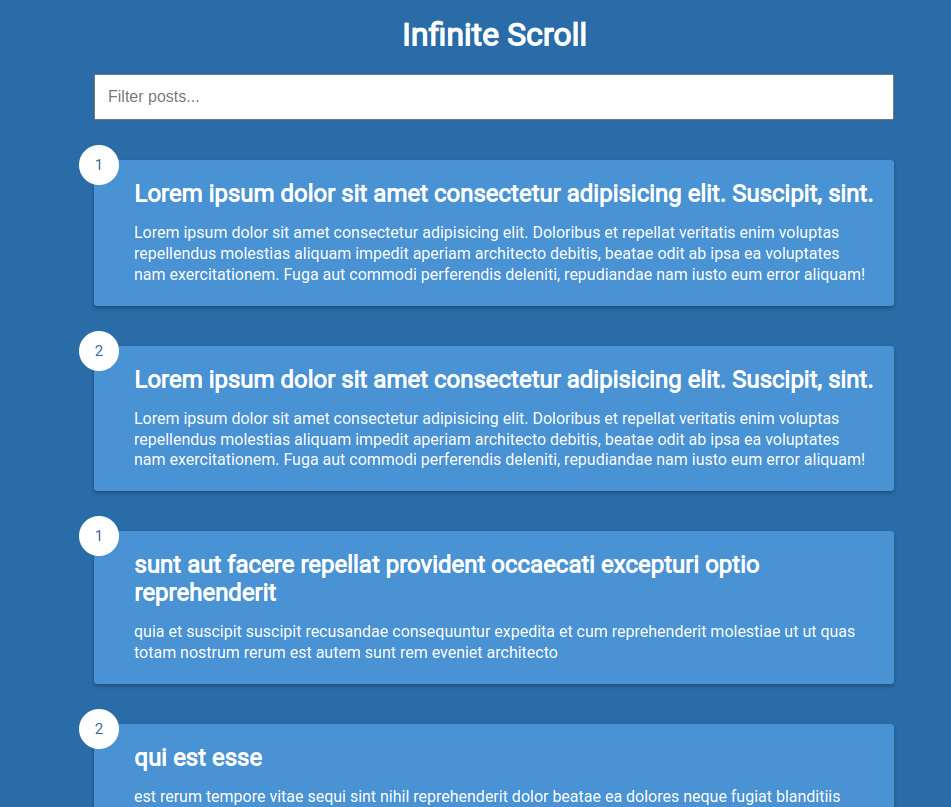 Infinite Scroll
Filter posts...
1
Lorem ipsum dolor sit amet consectetur adipisicing elit. Suscipit, sint.
Lorem ipsum dolor sit amet consectetur adipisicing elit. Doloribus et repellat veritatis enim voluptas
repellendus molestias aliquam impedit aperiam architecto debitis, beatae odit ab ipsa ea voluptates
nam exercitationem. Fuga aut commodi perferendis deleniti, repudiandae nam iusto eum error aliquam!
2
Lorem ipsum dolor sit amet consectetur adipisicing elit. Suscipit, sint.
Lorem ipsum dolor sit amet consectetur adipisicing elit. Doloribus et repellat veritatis enim voluptas
repellendus molestias aliquam impedit aperiam architecto debitis, beatae odit ab ipsa ea voluptates
nam exercitationem. Fuga aut commodi perferendis deleniti, repudiandae nam iusto eum error aliquam!
1
sunt aut facere repellat provident occaecati excepturi optio
reprehenderit
quia et suscipit suscipit recusandae consequuntur expedita et cum reprehenderit molestiae ut ut quas
totam nostrum rerum est autem sunt rem eveniet architecto
2
qui est esse
est rerum tempore vitae sequi sint nihil reprehenderit dolor beatae ea dolores neque fugiat blanditiis